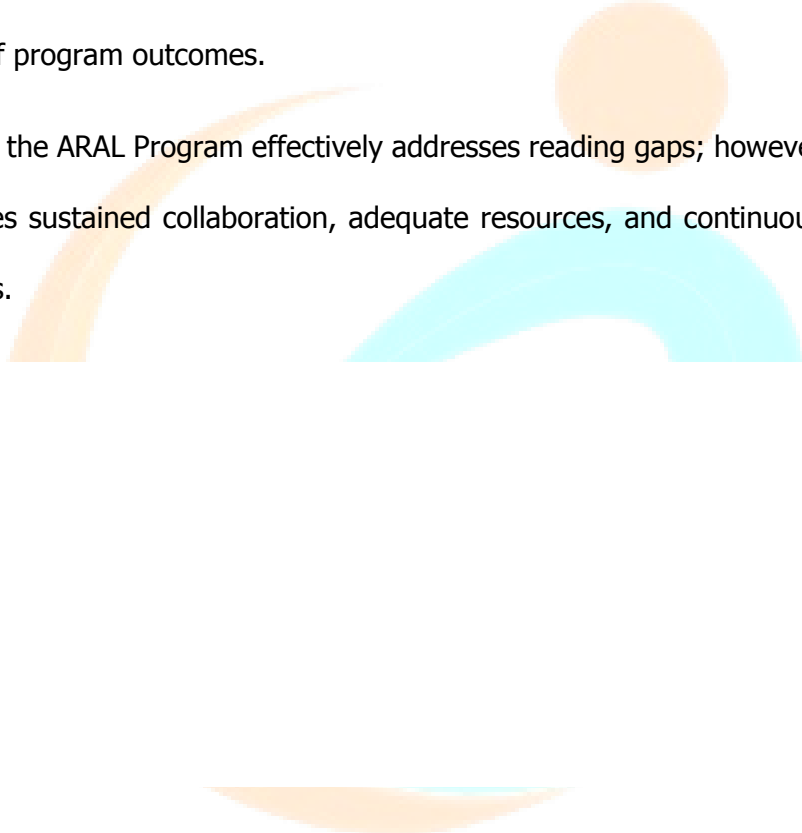 f program outcomes.
the ARAL Program effectively addresses reading gaps; howeve
es sustained collaboration, adequate resources, and continuou
s.